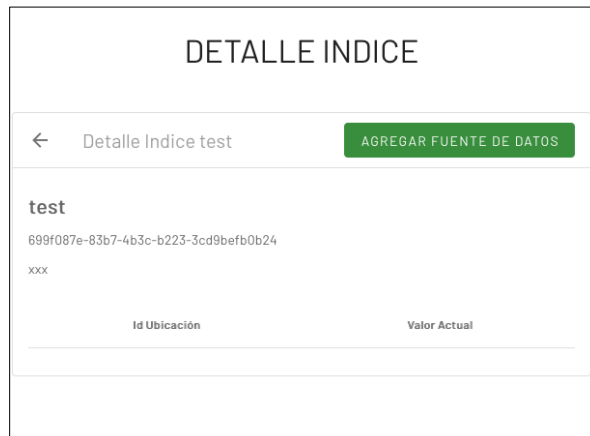 DETALLE INDICE
Detalle Indice test
AGREGAR FUENTE DE DATOS
test
699f087e-83b7-4b3c-b223-3cd9befb0b24
xxx
Id Ubicación Valor Actual